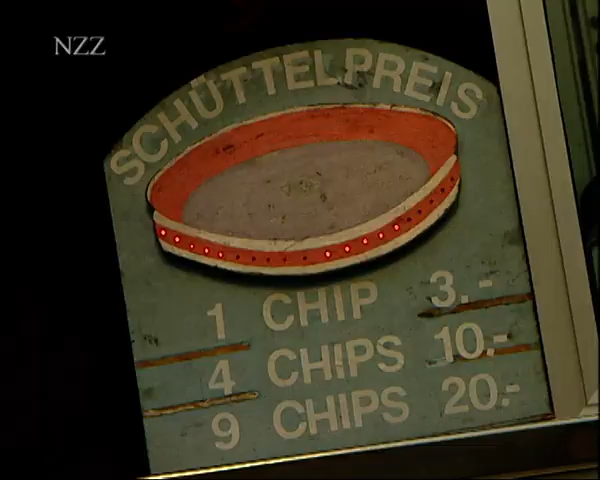 NZZ
SCHÜTTELPREIS
1 CHIP 3.-
4 CHIPS 10.-
9 CHIPS 20.-